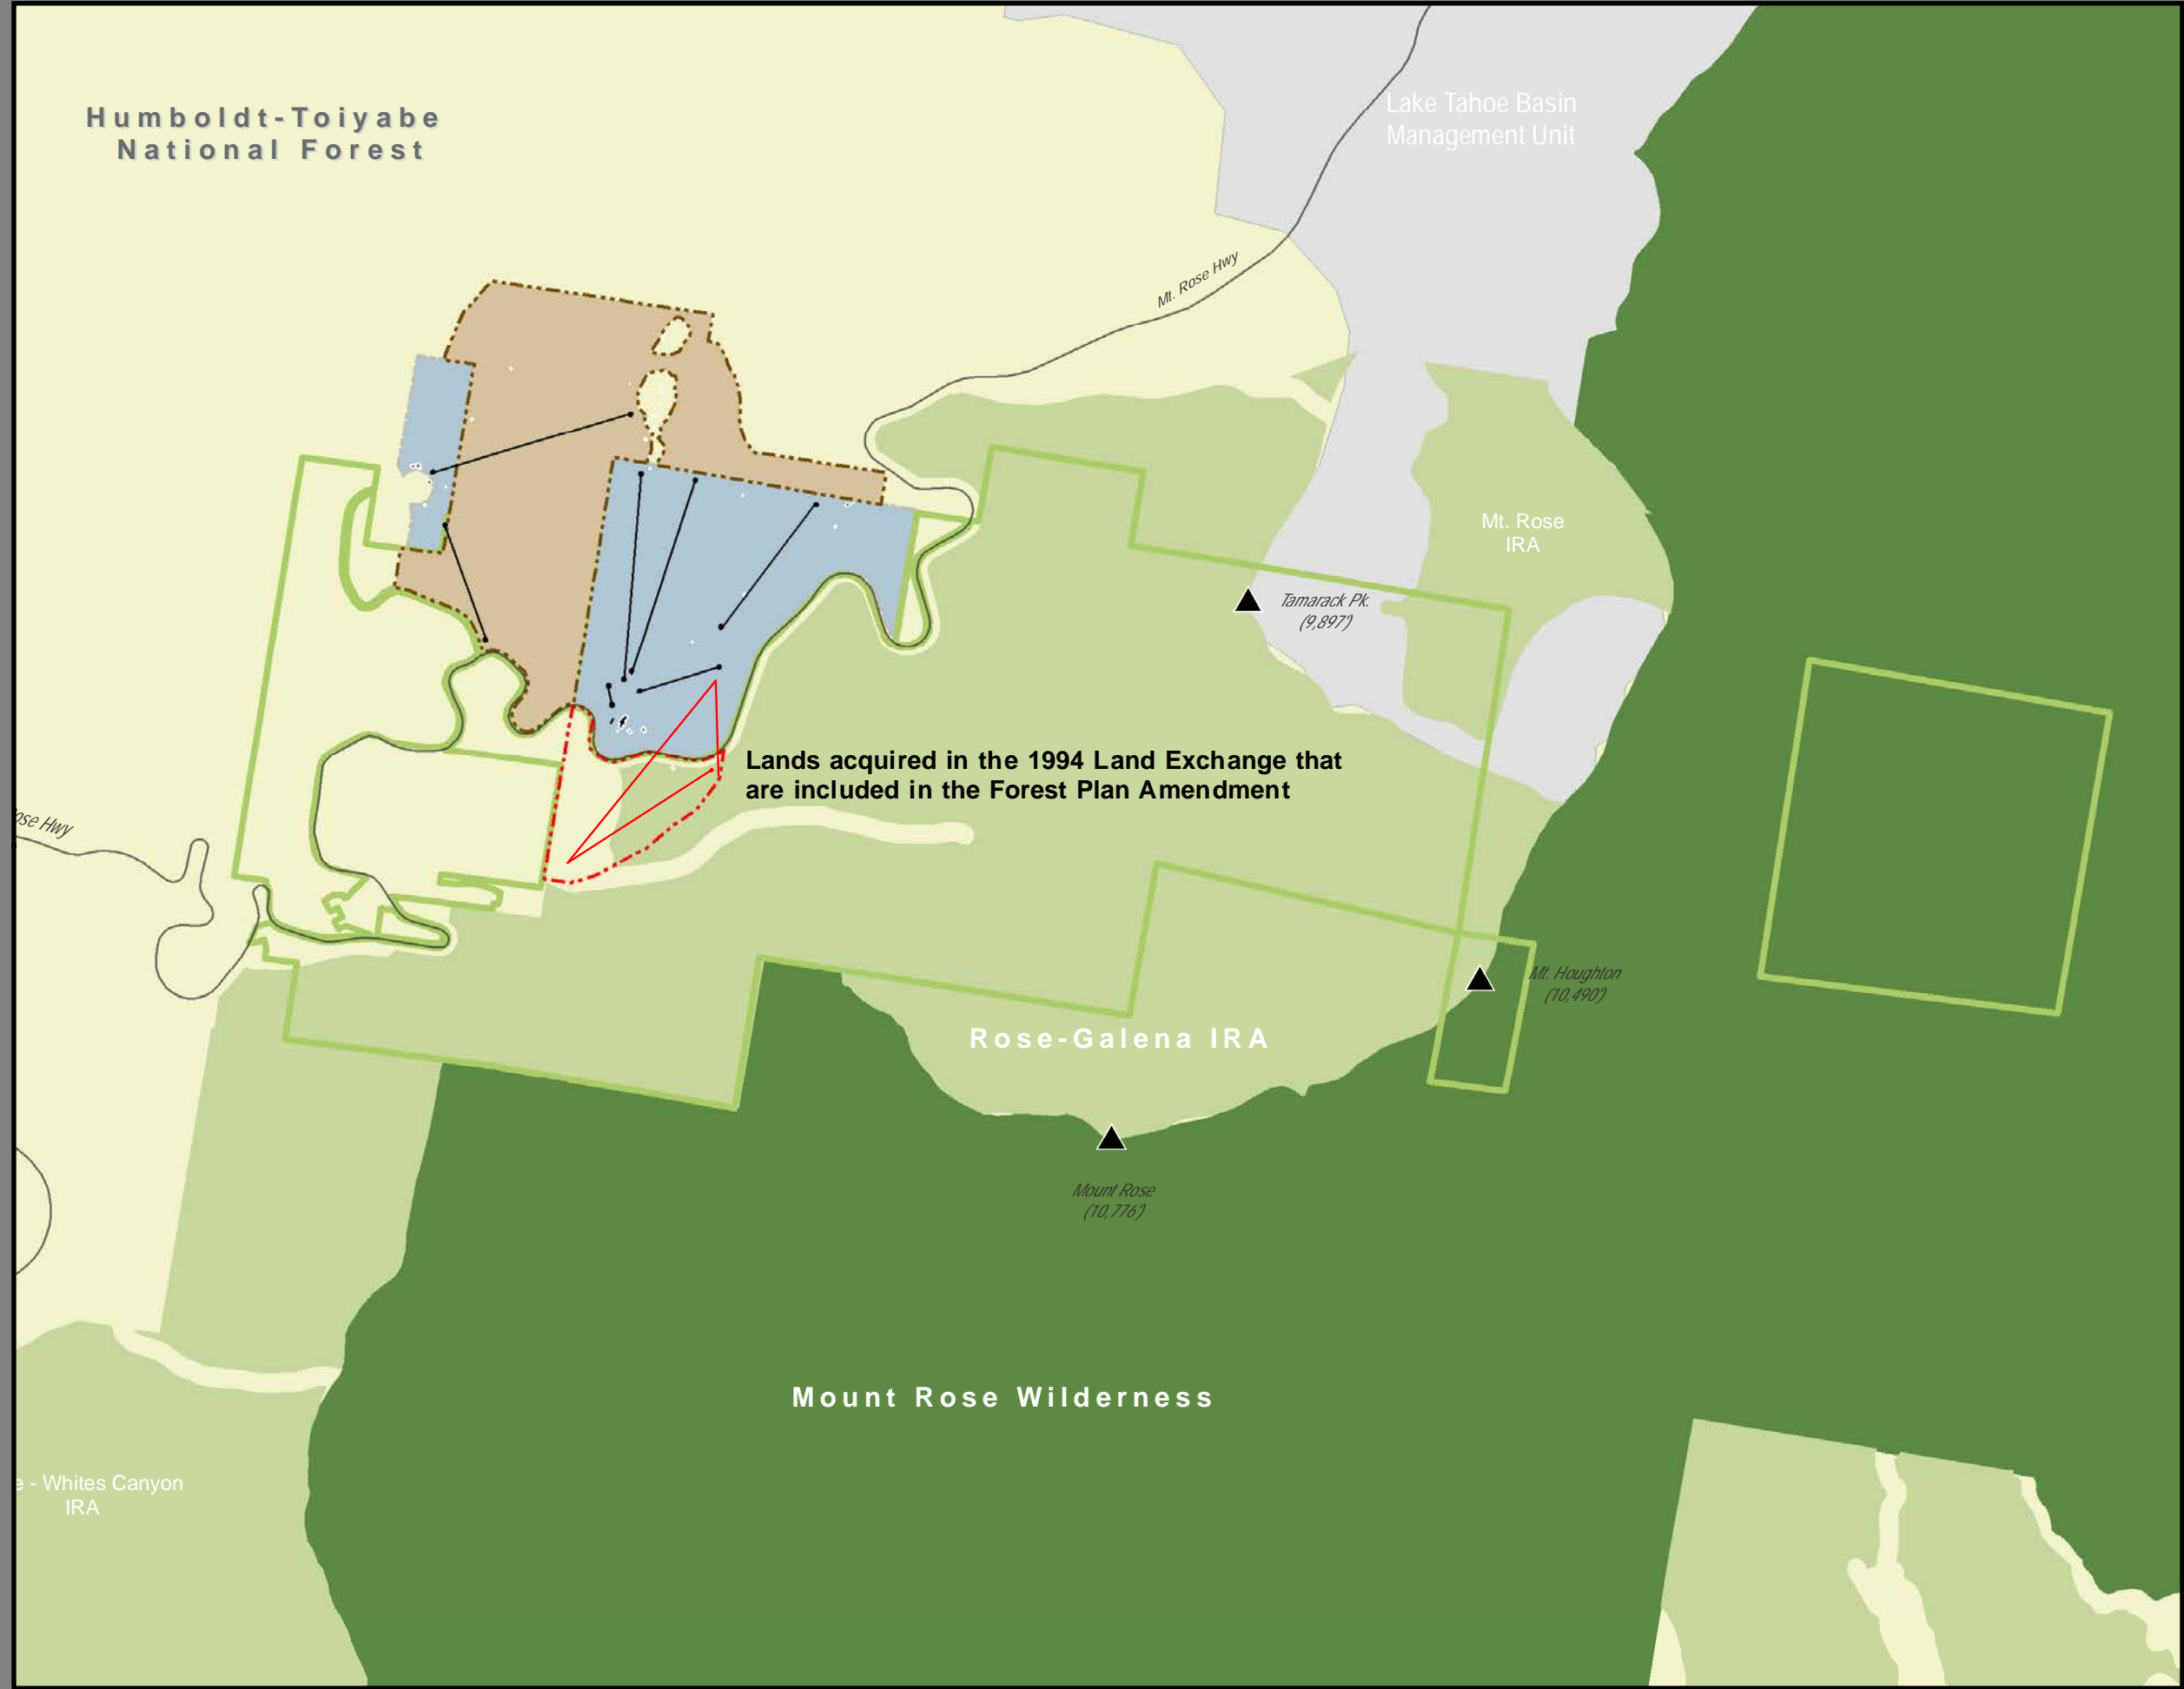 Humboldt-Toiyabe
National Forest
Lake Tahoe Basin
Management Unit
Mt. Rose Hwy
Mt. Rose
IRA
Tamarack Pk.
(9,897')
Lands acquired in the 1994 Land Exchange that
are included in the Forest Plan Amendment
ose Hwy
Mt. Houghton
(10,490')
Rose-Galena IRA
Mount Rose
(10,776')
Mount Rose Wilderness
e - Whites Canyon
IRA